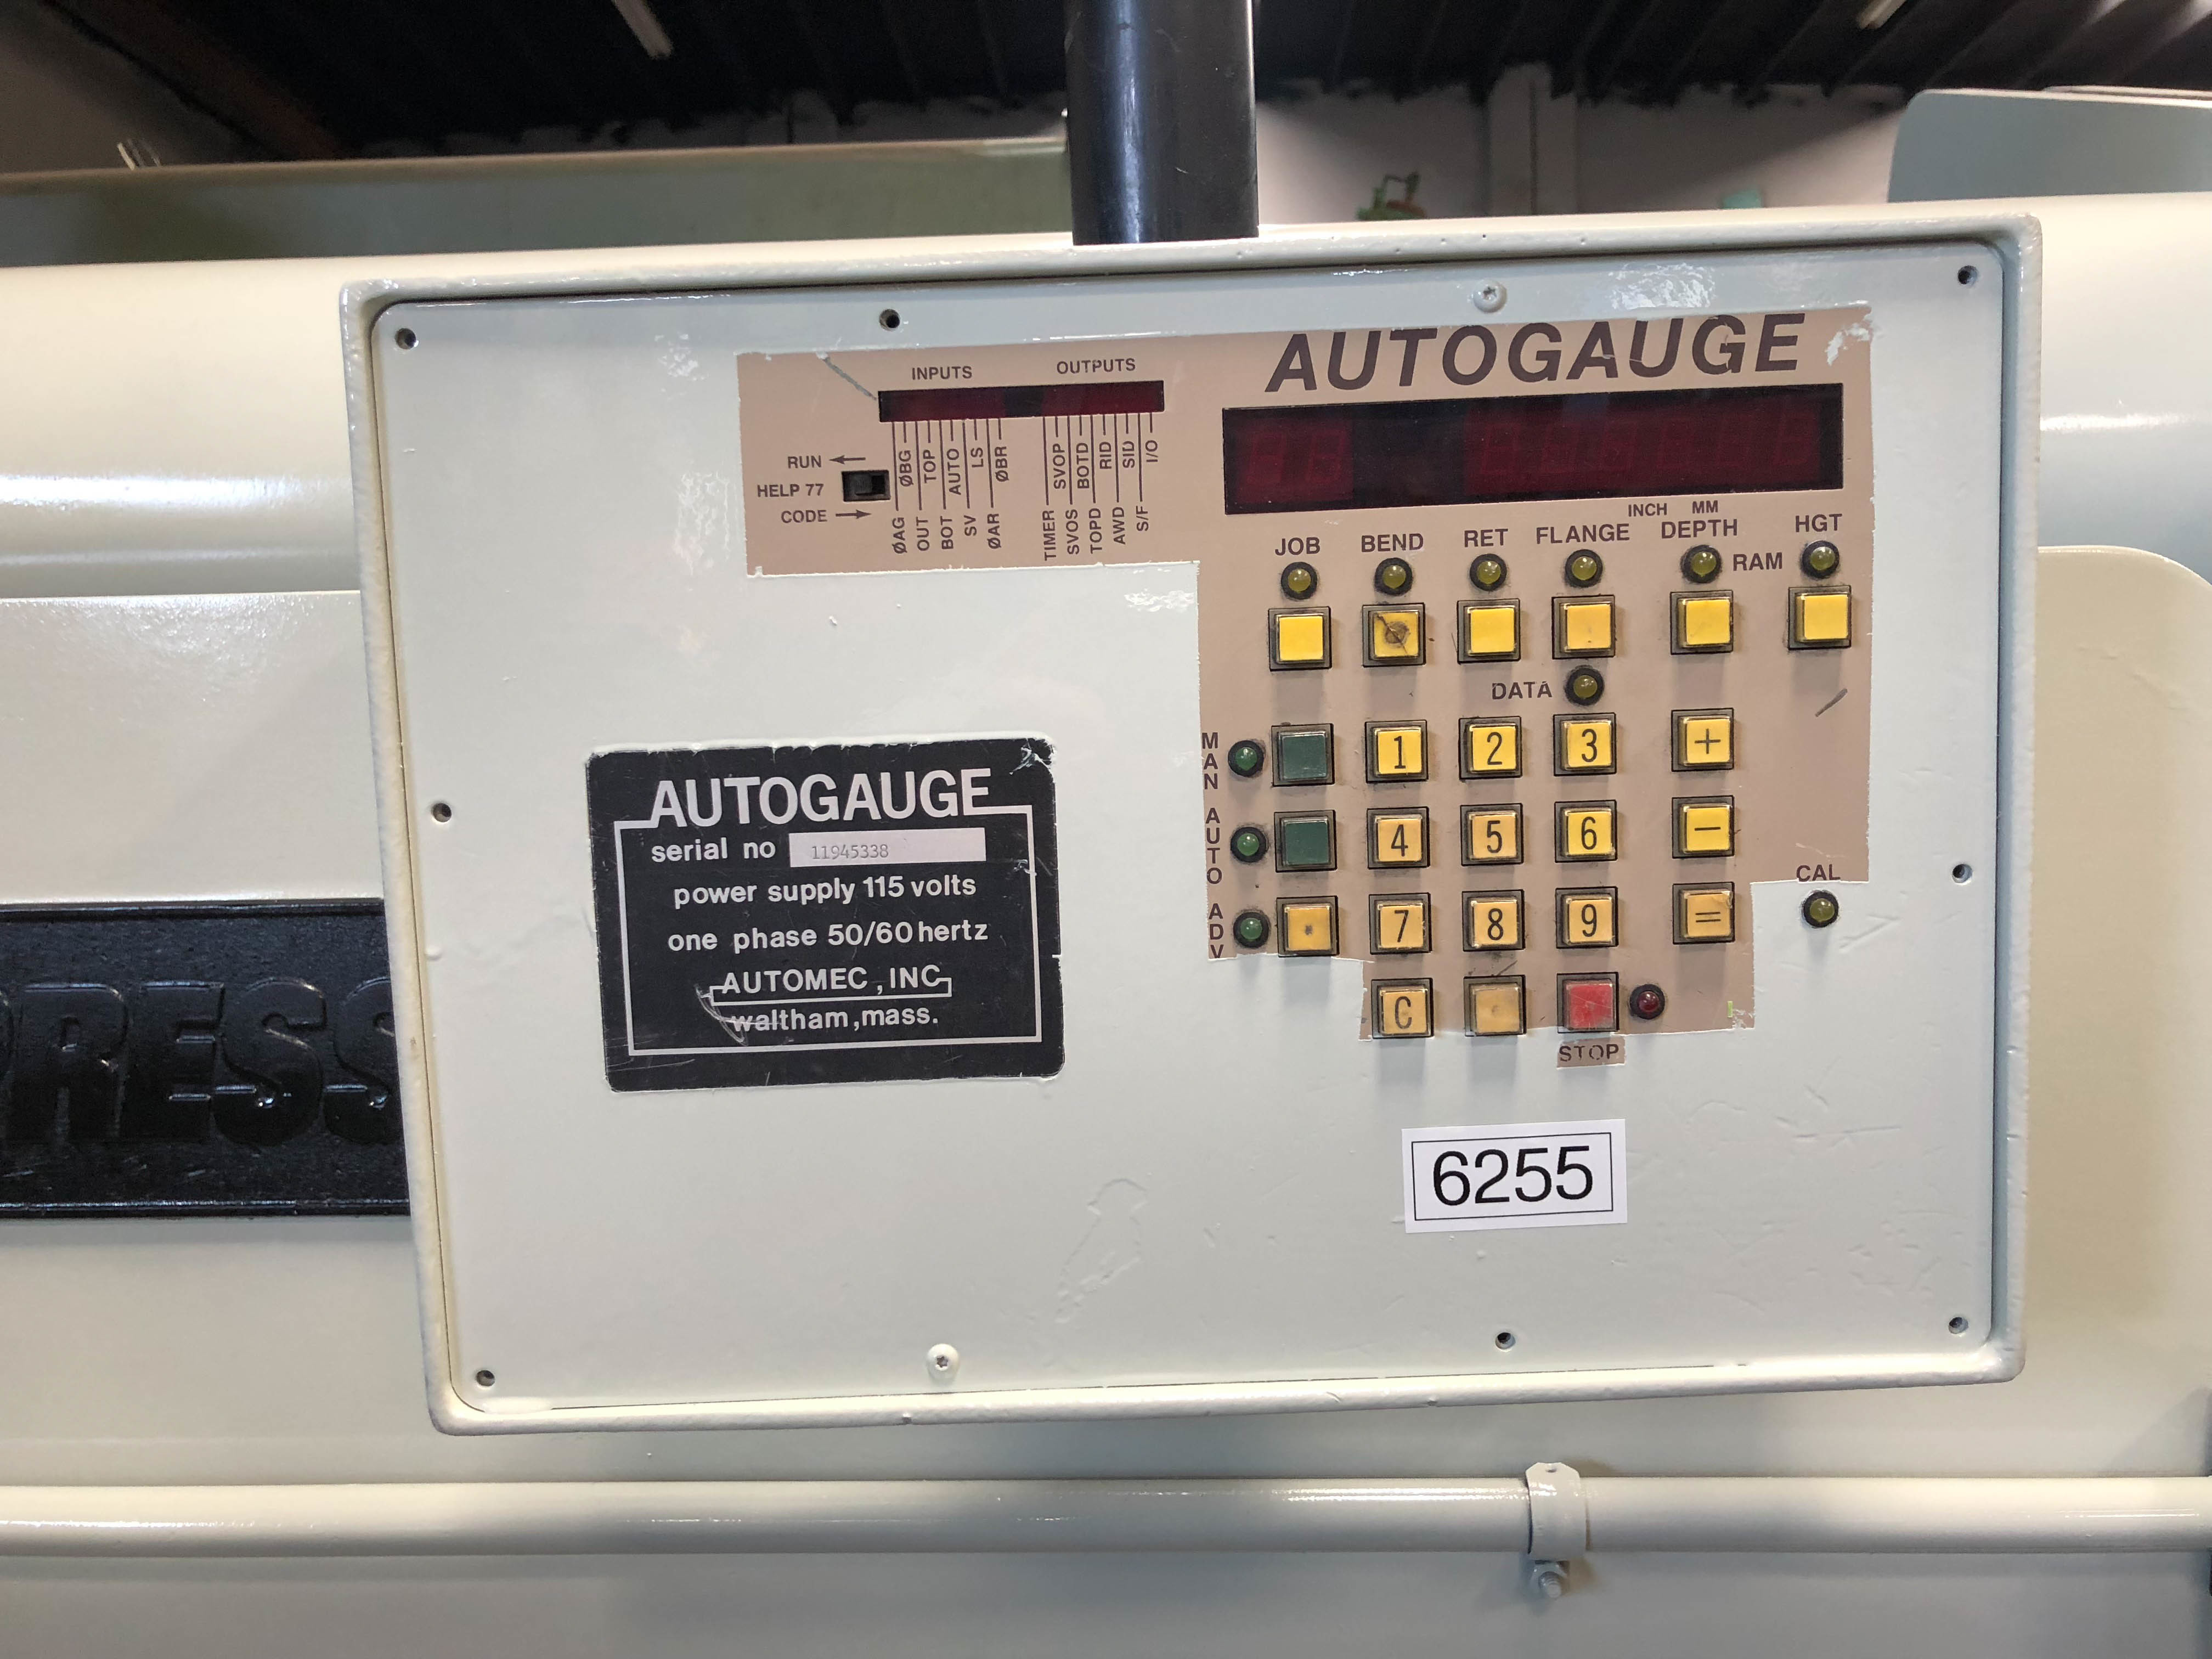 AUTOGAUGE
INPUTS OUTPUTS
RUN
HELP 77
CODE
ØAG
ØBG
OUT
TOP
BOT
AUTO
SV
LS
ØAR
ØBR
TIMER
SVOP
SVOS
BOTD
TOPD
RID
AWD
SID
S/F
I/O
INCH MM
JOB BEND RET FLANGE DEPTH RAM HGT
DATA
MAN
1 2 3 +
AUTO
4 5 6 −
CAL
ADV
7 8 9 =
C
STOP
AUTOGAUGE
serial no 11945338
power supply 115 volts
one phase 50/60 hertz
AUTOMEC, INC
waltham, mass.
6255
PRESS